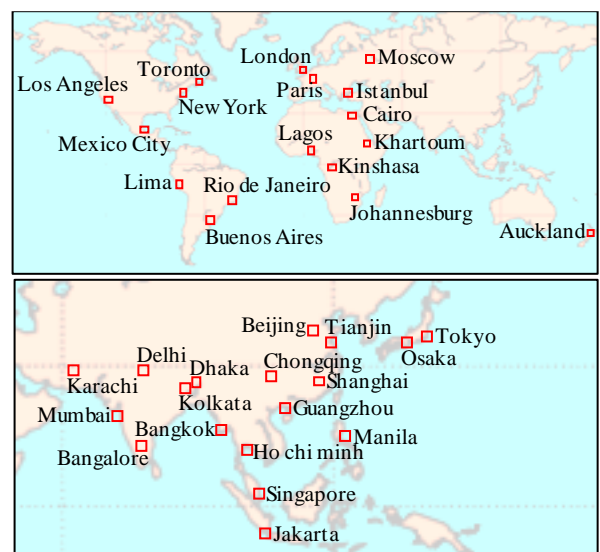 London
Moscow
Toronto
Los Angeles
Paris
Istanbul
New York
Cairo
Mexico City
Lagos
Khartoum
Kinshasa
Lima
Rio de Janeiro
Johannesburg
Buenos Aires
Auckland
Beijing
Tianjin
Tokyo
Osaka
Delhi
Dhaka
Chongqing
Karachi
Shanghai
Kolkata
Mumbai
Guangzhou
Bangkok
Manila
Bangalore
Ho chi minh
Singapore
Jakarta